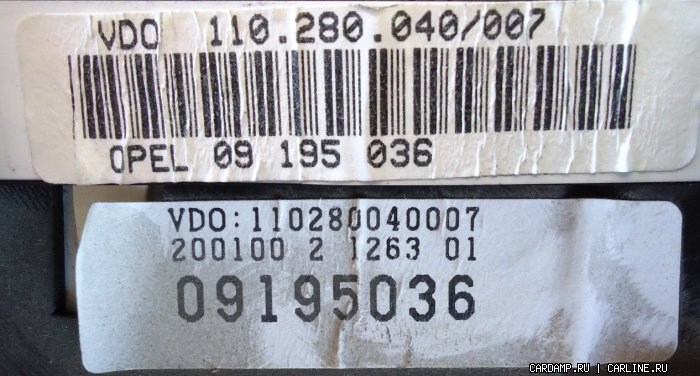 VDO 110.280.040/007
OPEL 09 195 036
VDO:110280040007
200100 2 1263 01
09195036
CARDAMP.RU | CARLINE.RU